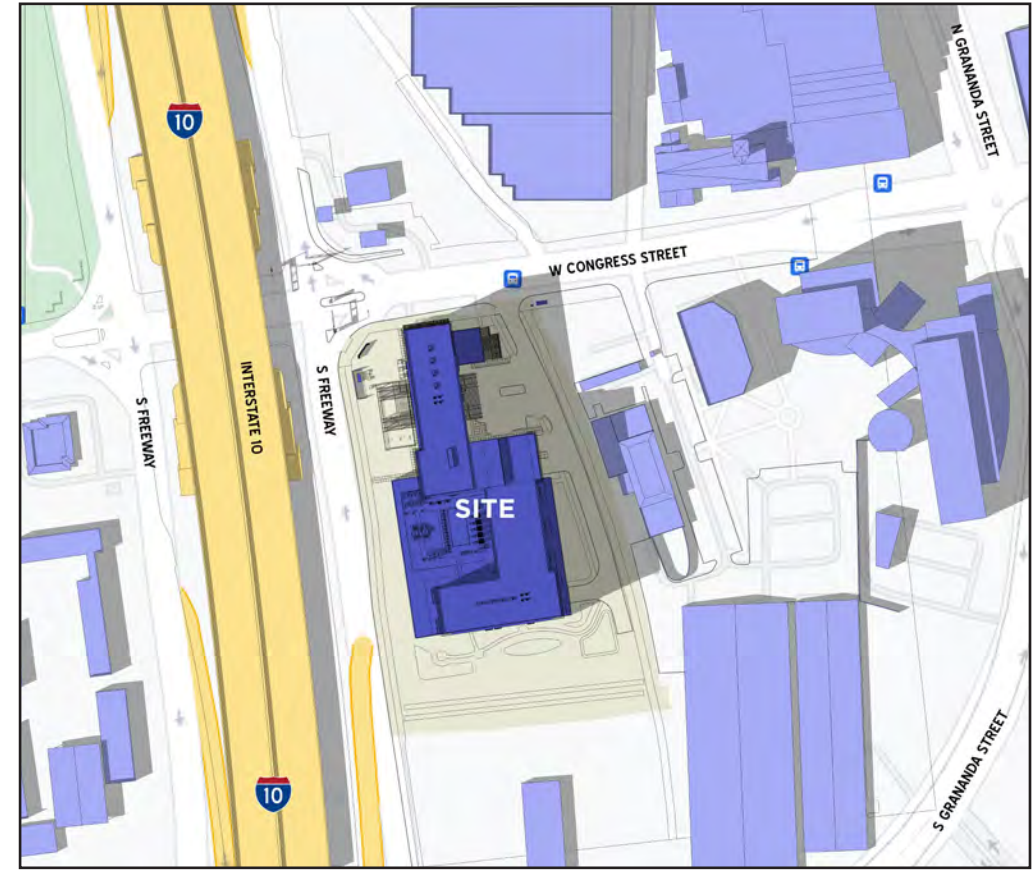 10
N GRANANDA STREET
W CONGRESS STREET
INTERSTATE 10
S FREEWAY
S FREEWAY
SITE
10
S GRANANDA STREET